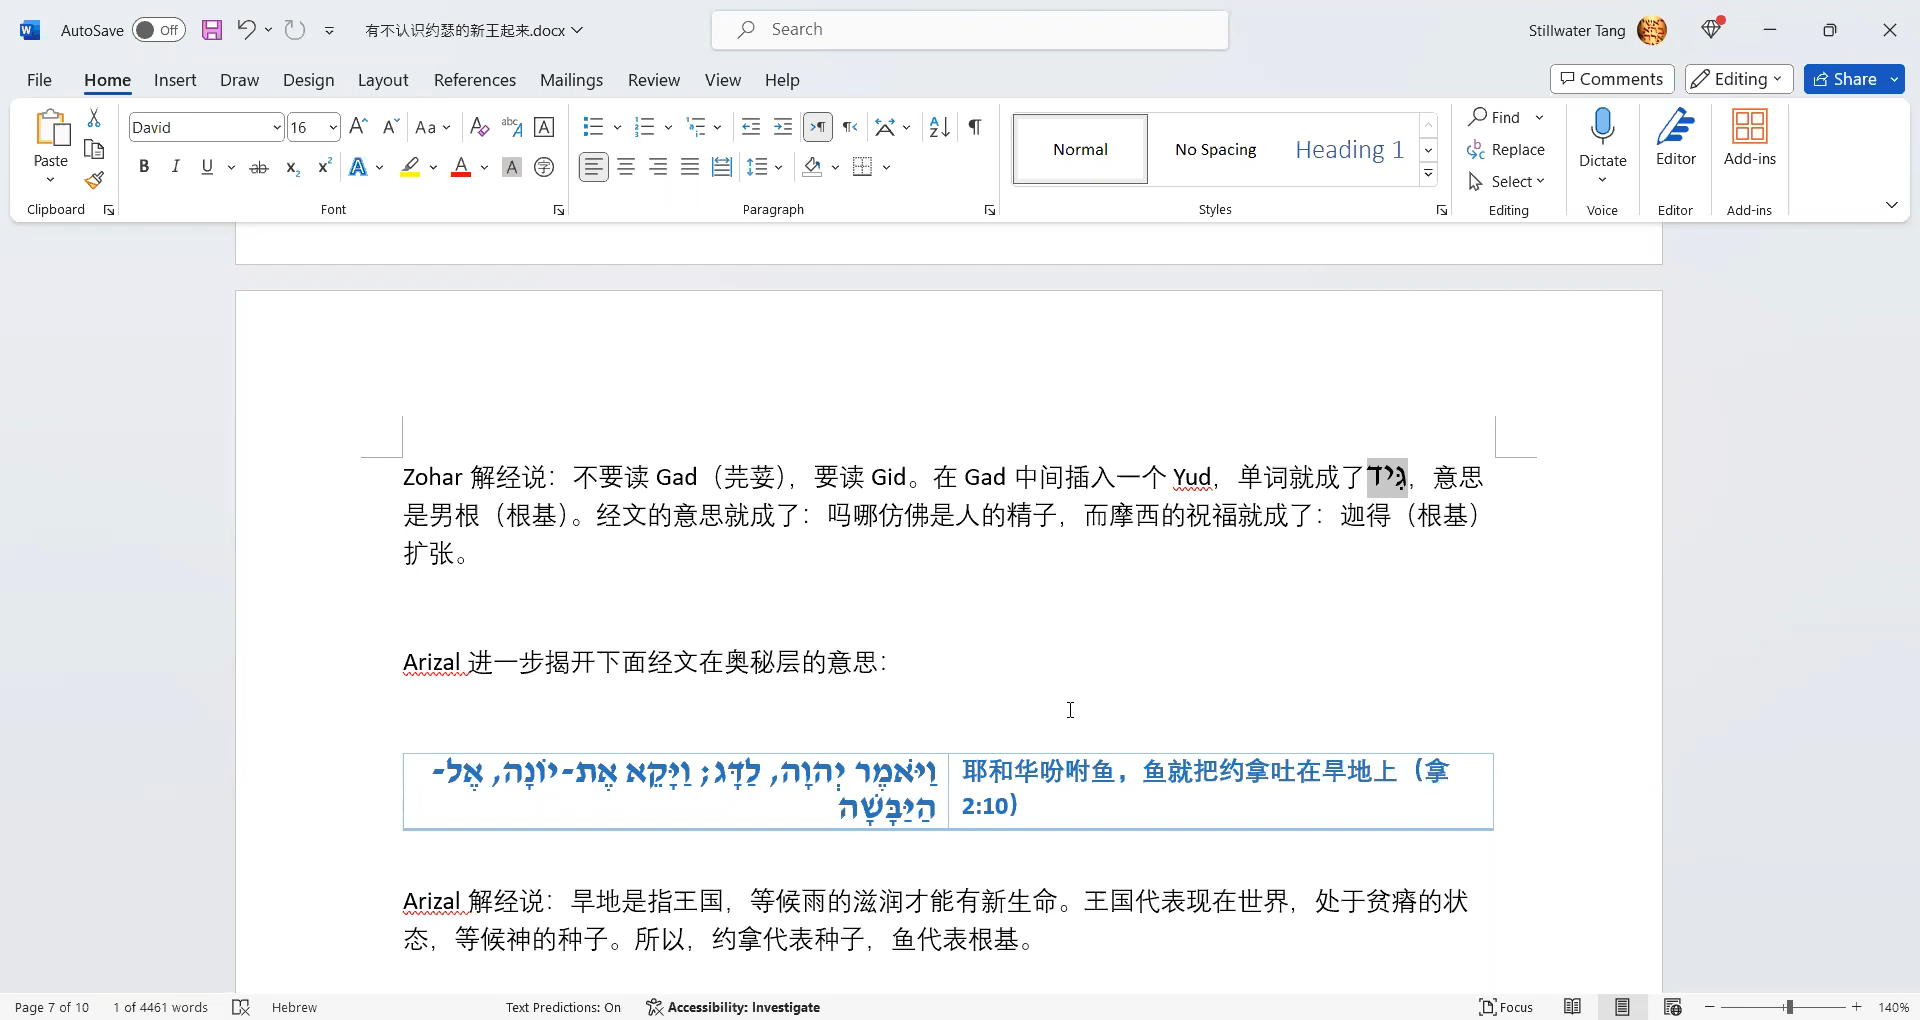 AutoSave Off 有不认识约瑟的新王起来.docx Search Stillwater Tang
File Home Insert Draw Design Layout References Mailings Review View Help Comments Editing Share
David 16 Aa Normal No Spacing Heading 1 Find
Paste Replace Dictate Editor Add-ins
B I U ab Select
Clipboard Font Paragraph Styles Editing Voice Editor Add-ins
Zohar 解经说：不要读 Gad（芫荽），要读 Gid。在 Gad 中间插入一个 Yud，单词就成了גִּיד，意思
是男根（根基）。经文的意思就成了：吗哪仿佛是人的精子，而摩西的祝福就成了：迦得（根基）
扩张。
Arizal 进一步揭开下面经文在奥秘层的意思：
וַיֹּאמֶר יְהוָה, לַדָּג; וַיָּקֵא אֶת-יוֹנָה, אֶל-
הַיַּבָּשָׁה
耶和华吩咐鱼，鱼就把约拿吐在旱地上（拿
2:10）
Arizal 解经说：旱地是指王国，等候雨的滋润才能有新生命。王国代表现在世界，处于贫瘠的状
态，等候神的种子。所以，约拿代表种子，鱼代表根基。
Page 7 of 10 1 of 4461 words Hebrew Text Predictions: On Accessibility: Investigate Focus 140%